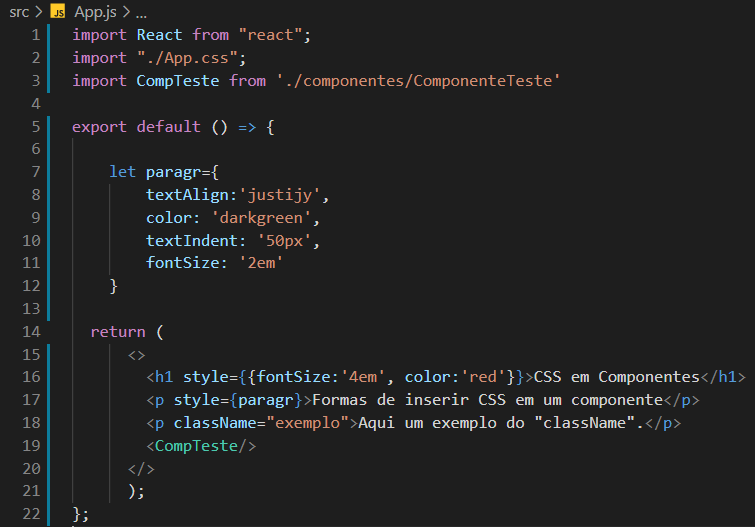 src > JS App.js > ...
1 import React from "react";
2 import "./App.css";
3 import CompTeste from './componentes/ComponenteTeste'
4
5 export default () => {
6
7     let paragr={
8         textAlign:'justijy',
9         color: 'darkgreen',
10         textIndent: '50px',
11         fontSize: '2em'
12     }
13
14   return (
15       <>
16         <h1 style={{fontSize:'4em', color:'red'}}>CSS em Componentes</h1>
17         <p style={paragr}>Formas de inserir CSS em um componente</p>
18         <p className="exemplo">Aqui um exemplo do "className".</p>
19         <CompTeste/>
20       </>
21       );
22 };